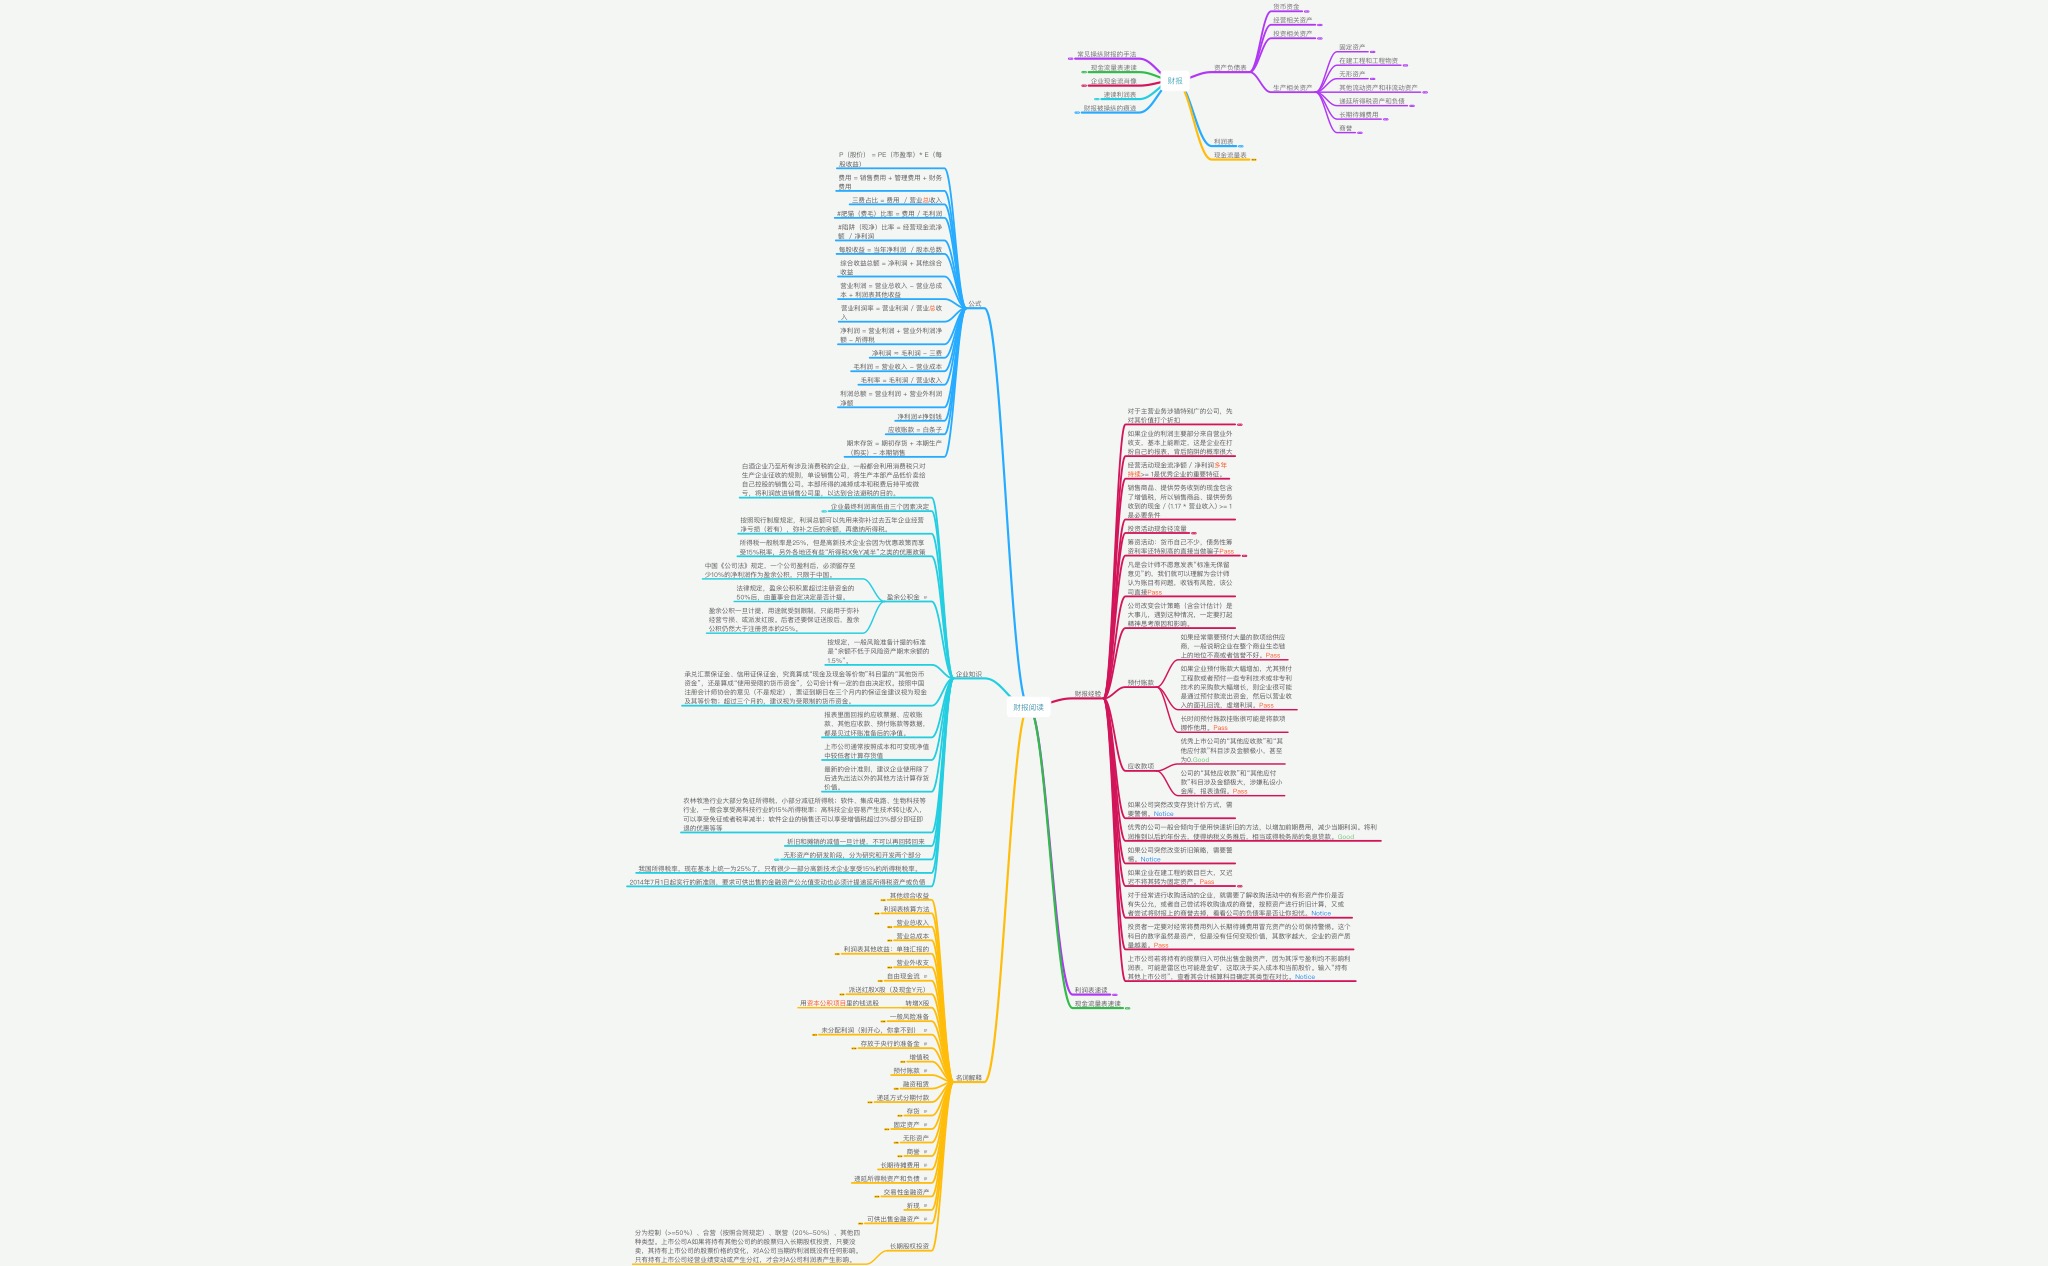 财报
常见操纵财报的手法
现金流量表速读
企业现金流肖像
速读利润表
财报被操纵的痕迹
资产负债表
货币资金
经营相关资产
投资相关资产
生产相关资产
固定资产
在建工程和工程物资
无形资产
其他流动资产和非流动资产
递延所得税资产和负债
长期待摊费用
商誉
利润表
现金流量表
财报阅读
公式
P（股价） = PE（市盈率）* E（每
股收益）
费用 = 销售费用 + 管理费用 + 财务
费用
三费占比 = 费用 / 营业总收入
#肥猫（费毛）比率 = 费用 / 毛利润
#陷阱（现净）比率 = 经营现金流净
额 / 净利润
每股收益 = 当年净利润 / 股本总数
综合收益总额 = 净利润 + 其他综合
收益
营业利润 = 营业总收入 - 营业总成
本 + 利润表其他收益
营业利润率 = 营业利润 / 营业总收
入
净利润 = 营业利润 + 营业外利润净
额 - 所得税
净利润 = 毛利润 - 三费
毛利润 = 营业收入 - 营业成本
毛利率 = 毛利润 / 营业收入
利润总额 = 营业利润 + 营业外利润
净额
净利润≠挣到钱
应收账款 = 白条子
期末存货 = 期初存货 + 本期生产
（购买）- 本期销售
企业知识
白酒企业乃至所有涉及消费税的企业，一般都会利用消费税只对
生产企业征收的规则，单设销售公司，将生产本部产品低价卖给
自己控股的销售公司。本部所得的减掉成本和税费后持平或微
亏，将利润放进销售公司里，以达到合法避税的目的。
企业最终利润高低由三个因素决定
按照现行制度规定，利润总额可以先用来弥补过去五年企业经营
净亏损（若有），弥补之后的余额，再缴纳所得税。
所得税一般税率是25%，但是高新技术企业会因为优惠政策而享
受15%税率，另外各地还有些“所得税X免Y减半”之类的优惠政策
盈余公积金
中国《公司法》规定，一个公司盈利后，必须留存至
少10%的净利润作为盈余公积。只限于中国。
法律规定，盈余公积积累超过注册资金的
50%后，由董事会自定决定是否计提。
盈余公积一旦计提，用途就受到限制，只能用于弥补
经营亏损，或派发红股，后者还要保证送股后，盈余
公积仍然大于注册资本的25%。
按规定，一般风险准备计提的标准
是“余额不低于风险资产期末余额的
1.5%”。
承兑汇票保证金、信用证保证金，究竟算成“现金及现金等价物”科目里的“其他货币
资金”，还是算成“使用受限的货币资金”，公司会计有一定的自由决定权。按照中国
注册会计师协会的意见（不是规定），票证到期日在三个月内的保证金建议视为现金
及其等价物；超过三个月的，建议视为受限制的货币资金。
报表里面回报的应收票据、应收账
款、其他应收款、预付账款等数据，
都是见过坏账准备后的净值。
上市公司通常按照成本和可变现净值
中较低者计算存货值
最新的会计准则，建议企业使用除了
后进先出法以外的其他方法计算存货
价值。
农林牧渔行业大部分免征所得税，小部分减征所得税；软件、集成电路、生物科技等
行业，一般会享受高科技行业的15%所得税率；高科技企业容易产生技术转让收入，
可以享受免征或者税率减半；软件企业的销售还可以享受增值税超过3%部分即征即
退的优惠等等
折旧和摊销的减值一旦计提，不可以再回转回来
无形资产的研发阶段，分为研究和开发两个部分
我国所得税率，现在基本上统一为25%了，只有很少一部分高新技术企业享受15%的所得税税率。
2014年7月1日起实行的新准则，要求可供出售的金融资产公允值变动也必须计提递延所得税资产或负债
名词解释
其他综合收益
利润表核算方法
营业总收入
营业总成本
利润表其他收益：单独汇报的
营业外收支
自由现金流
派送红股X股（及现金Y元）
用资本公积项目里的钱送股
转增X股
一般风险准备
未分配利润（别开心，你拿不到）
存放于央行的准备金
增值税
预付账款
融资租赁
递延方式分期付款
存货
固定资产
无形资产
商誉
长期待摊费用
递延所得税资产和负债
交易性金融资产
折现
可供出售金融资产
长期股权投资
分为控制（>=50%）、合营（按照合同规定）、联营（20%-50%）、其他四
种类型。上市公司A如果将持有其他公司的的股票归入长期股权投资，只要没
卖，其持有上市公司的股票价格的变化，对A公司当期的利润既没有任何影响。
只有持有上市公司经营业绩变动或产生分红，才会对A公司利润表产生影响。
财报经验
对于主营业务涉猎特别广的公司，先
对其价值打个折扣
如果企业的利润主要部分来自营业外
收支，基本上能断定，这是企业在打
扮自己的报表，背后陷阱的概率很大
经营活动现金流净额 / 净利润多年
持续>= 1是优秀企业的重要特征。
销售商品、提供劳务收到的现金包含
了增值税，所以销售商品、提供劳务
收到的现金 / (1.17 * 营业收入) >= 1
是必要条件
投资活动现金径流量
筹资活动：货币自己不少，债务性筹
资利率还特别高的直接当做骗子Pass
凡是会计师不愿意发表“标准无保留
意见”的，我们就可以理解为会计师
认为账目有问题，收钱有风险，该公
司直接Pass
公司改变会计策略（含会计估计）是
大事儿，遇到这种情况，一定要打起
精神思考原因和影响。
预付账款
如果经常需要预付大量的款项给供应
商，一般说明企业在整个商业生态链
上的地位不高或者信誉不好。Pass
如果企业预付账款大幅增加，尤其预付
工程款或者预付一些专利技术或非专利
技术的采购款大幅增长，则企业很可能
是通过预付款流出资金，然后以营业收
入的面孔回流，虚增利润。Pass
长时间预付账款挂账很可能是将款项
挪作他用。Pass
应收款项
优秀上市公司的“其他应收款”和“其
他应付款”科目涉及金额极小，甚至
为0.Good
公司的“其他应收款”和“其他应付
款”科目涉及金额极大，涉嫌私设小
金库，报表造假。Pass
如果公司突然改变存货计价方式，需
要警惕。Notice
优秀的公司一般会倾向于使用快速折旧的方法，以增加前期费用，减少当期利润。将利
润推到以后的年份去，使得纳税义务推后，相当或得税务局的免息贷款。Good
如果公司突然改变折旧策略，需要警
惕。Notice
如果企业在建工程的数目巨大，又迟
迟不将其转为固定资产。Pass
对于经常进行收购活动的企业，就需要了解收购活动中的有形资产作价是否
有失公允，或者自己尝试将收购造成的商誉，按照资产进行折旧计算，又或
者尝试将财报上的商誉去掉，看看公司的负债率是否让你担忧。Notice
投资者一定要对经常将费用列入长期待摊费用冒充资产的公司保持警惕。这个
科目的数字虽然是资产，但是没有任何变现价值，其数字越大，企业的资产质
量越差。Pass
上市公司若将持有的股票归入可供出售金融资产，因为其浮亏盈利均不影响利
润表，可能是雷区也可能是金矿，这取决于买入成本和当前股价。输入“持有
其他上市公司”，查看其会计核算科目确定其类型在对比。Notice
利润表速读
现金流量表速读